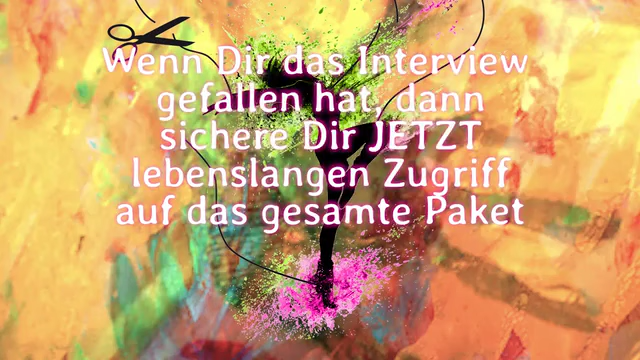 Wenn Dir das Interview
gefallen hat, dann
sichere Dir JETZT
lebenslangen Zugriff
auf das gesamte Paket